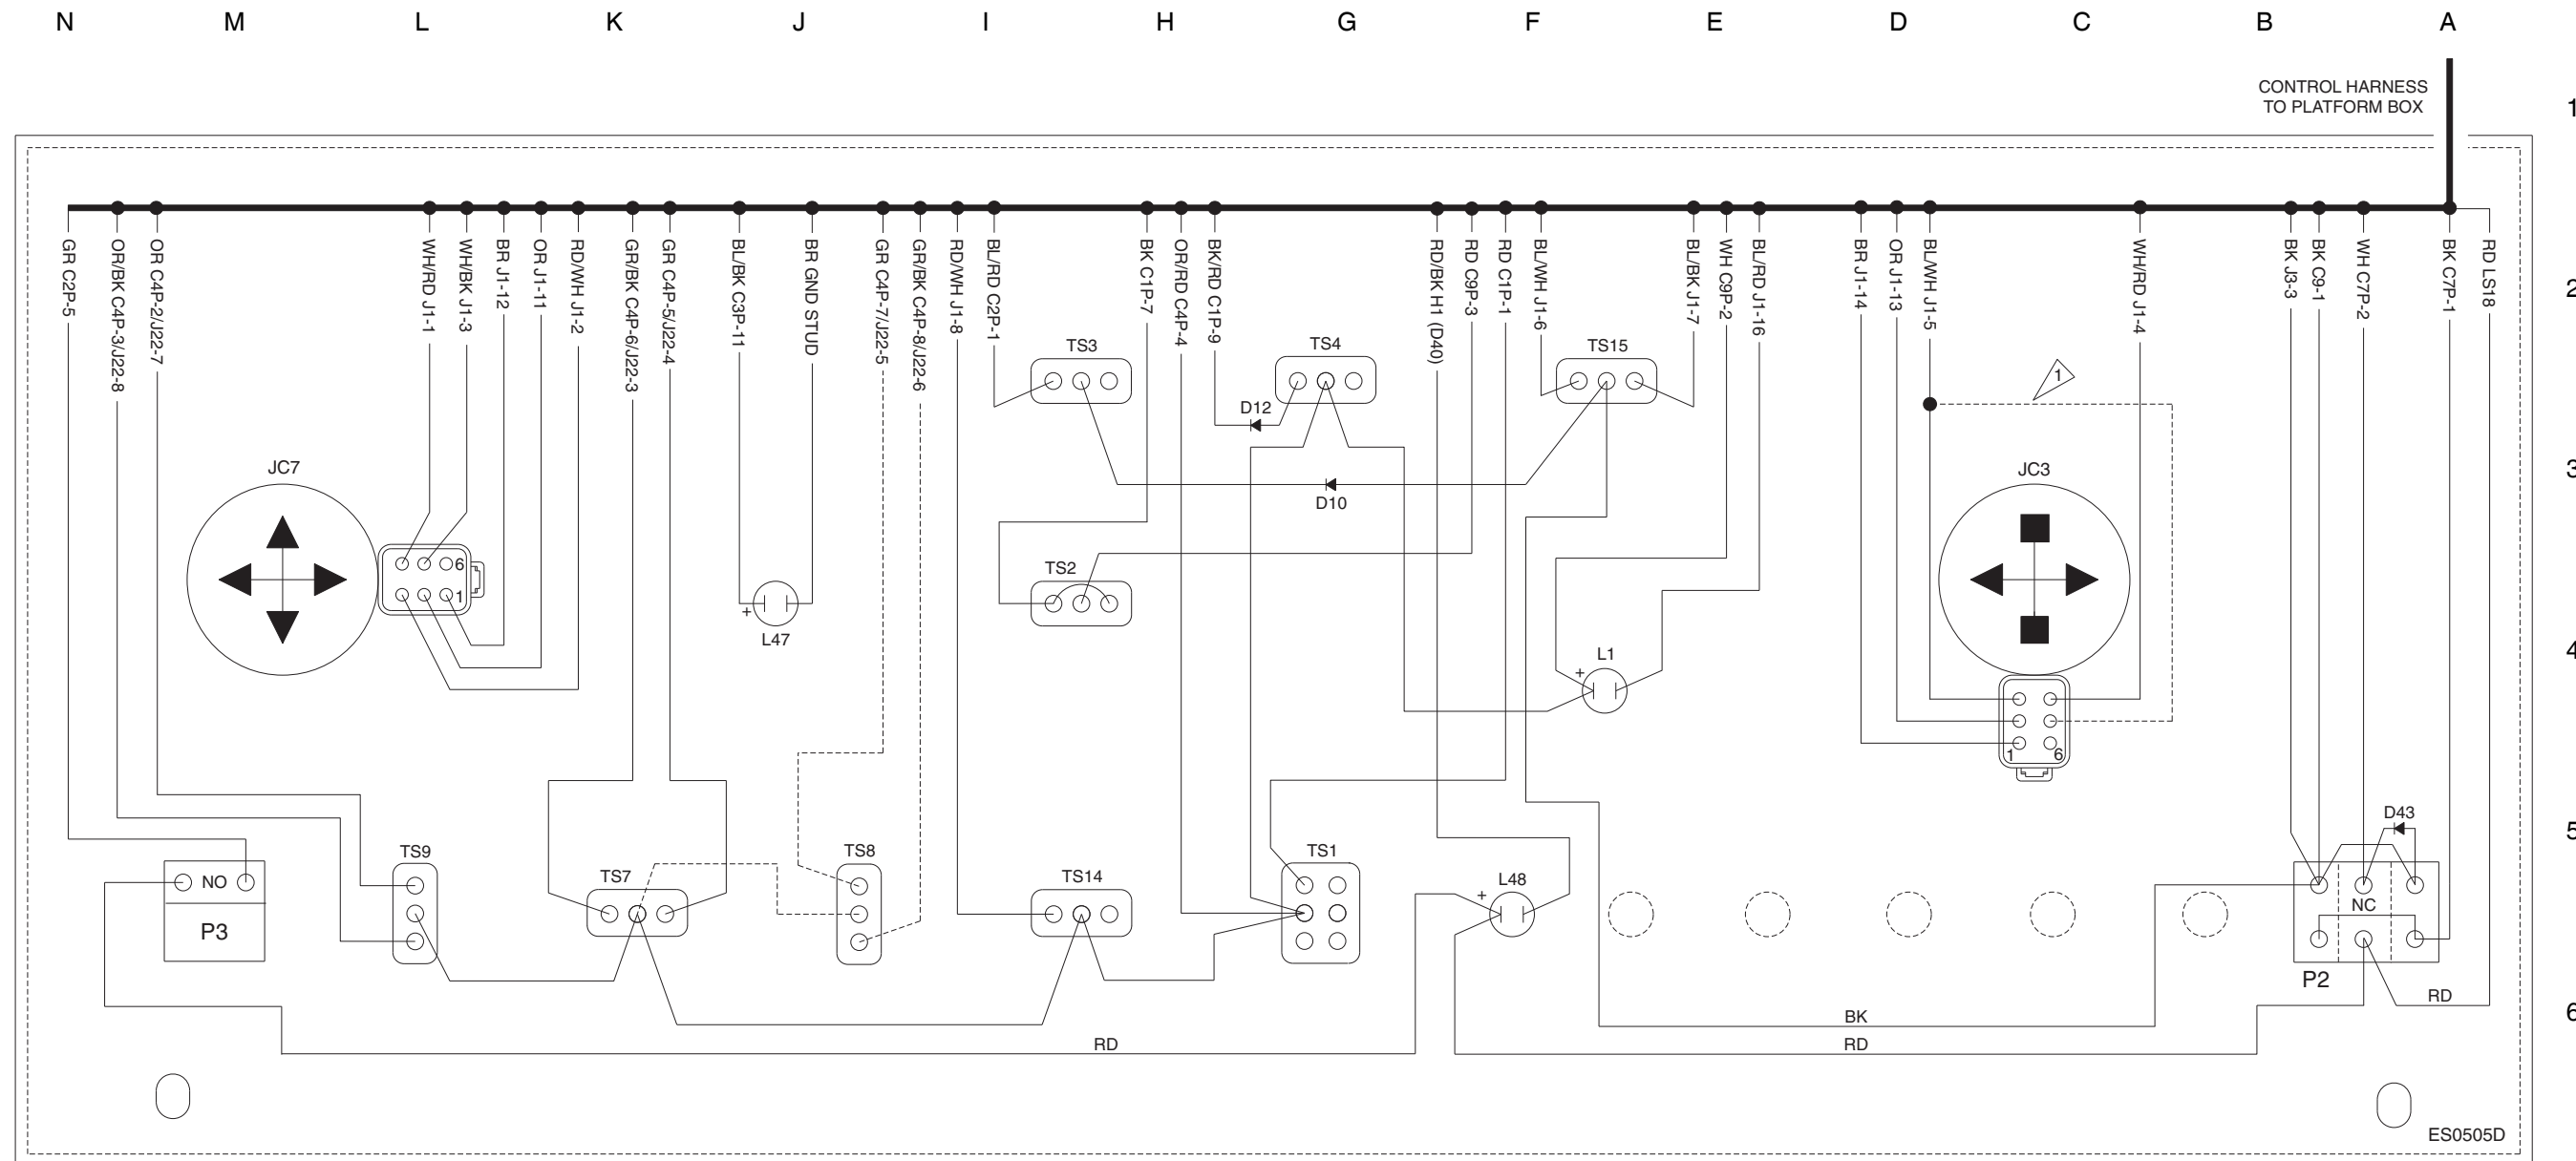 N M L K J I H G F E D C B A
CONTROL HARNESS
TO PLATFORM BOX
1
GR C2P-5
OR/BK C4P-3/J22-8
OR C4P-2/J22-7
WH/RD J1-1
WH/BK J1-3
BR J1-12
OR J1-11
RD/WH J1-2
GR/BK C4P-6/J22-3
GR C4P-5/J22-4
BL/BK C3P-11
BR GND STUD
GR C4P-7/J22-5
GR/BK C4P-8/J22-6
RD/WH J1-8
BL/RD C2P-1
BK C1P-7
OR/RD C4P-4
BK/RD C1P-9
RD/BK H1 (D40)
RD C9P-3
RD C1P-1
BL/WH J1-6
BL/BK J1-7
WH C9P-2
BL/RD J1-16
BR J1-14
OR J1-13
BL/WH J1-5
WH/RD J1-4
BK J3-3
BK C9-1
WH C7P-2
BK C7P-1
RD LS18
2
TS3
TS4
TS15
1
D12
JC7
JC3
3
D10
6
TS2
1
+
L47
L1
+
4
1
6
D43
5
TS9
TS8
TS1
TS7
TS14
L48
+
NO
NC
P3
P2
RD
6
BK
RD
RD
ES0505D